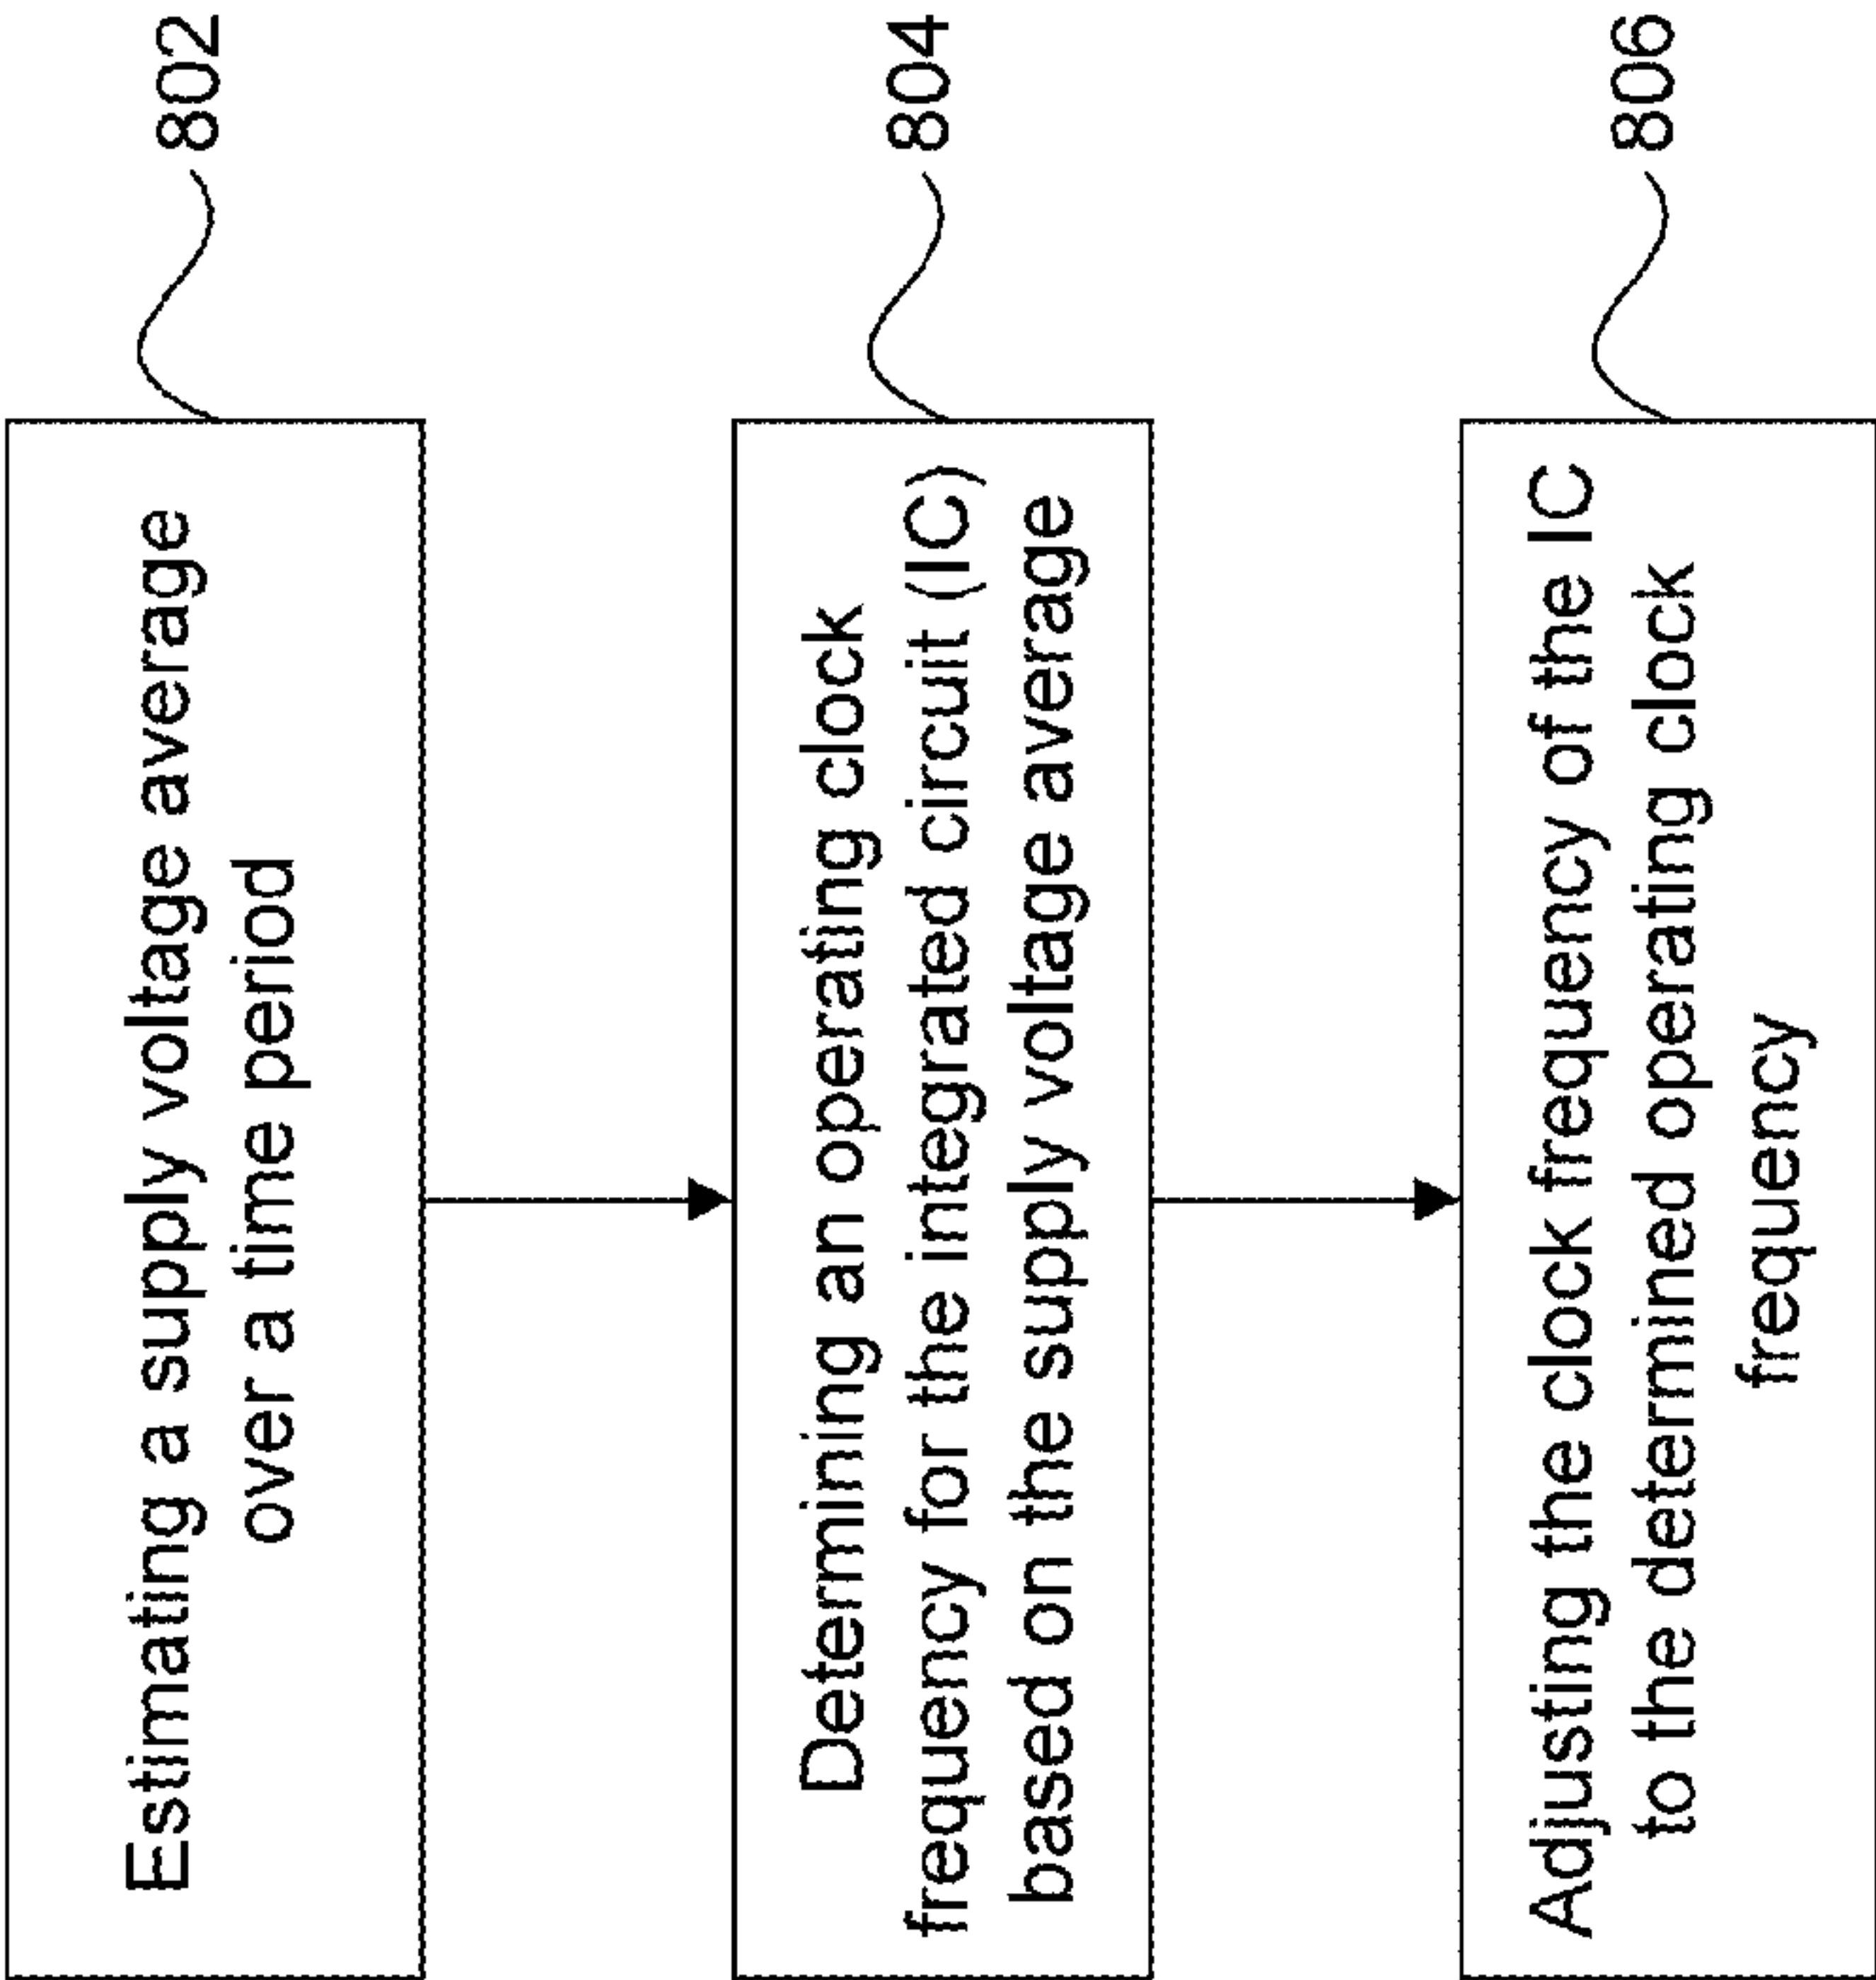 Estimating a supply voltage average
over a time period
802
Determining an operating clock
frequency for the integrated circuit (IC)
based on the supply voltage average
804
Adjusting the clock frequency of the IC
to the determined operating clock
frequency
806